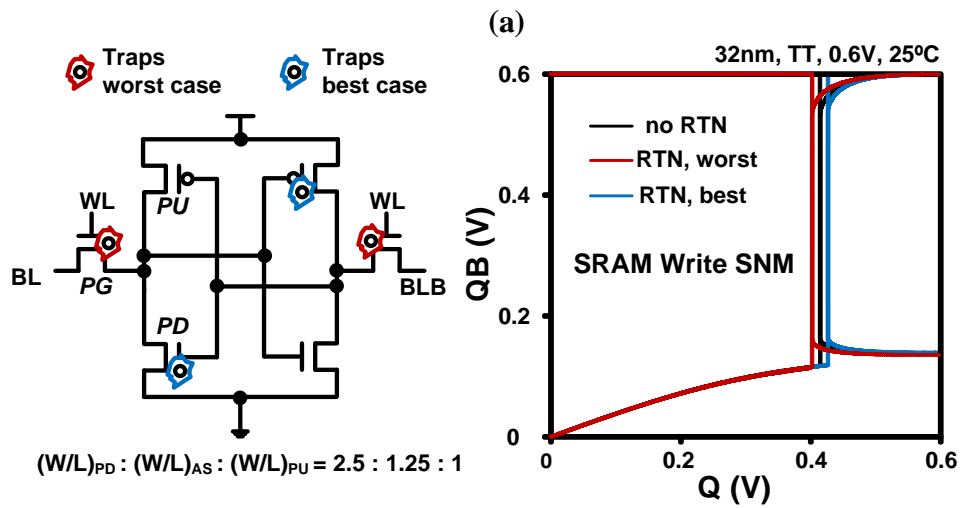 (a)
Traps
worst case
Traps
best case
PU
WL
WL
BL
PG
BLB
PD
(W/L)PD : (W/L)AS : (W/L)PU = 2.5 : 1.25 : 1
32nm, TT, 0.6V, 25ºC
0.6
no RTN
RTN, worst
RTN, best
0.4
SRAM Write SNM
QB (V)
0.2
0
0
0.2
0.4
0.6
Q (V)